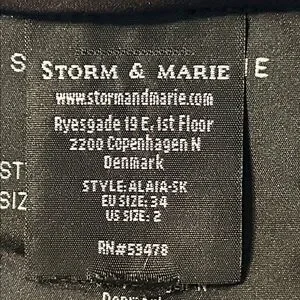 STORM & MARIE
www.stormandmarie.com
Ryesgade 19 E, 1st Floor
2200 Copenhagen N
Denmark
STYLE: ALAIA-SK
EU SIZE: 34
US SIZE: 2
RN#59478